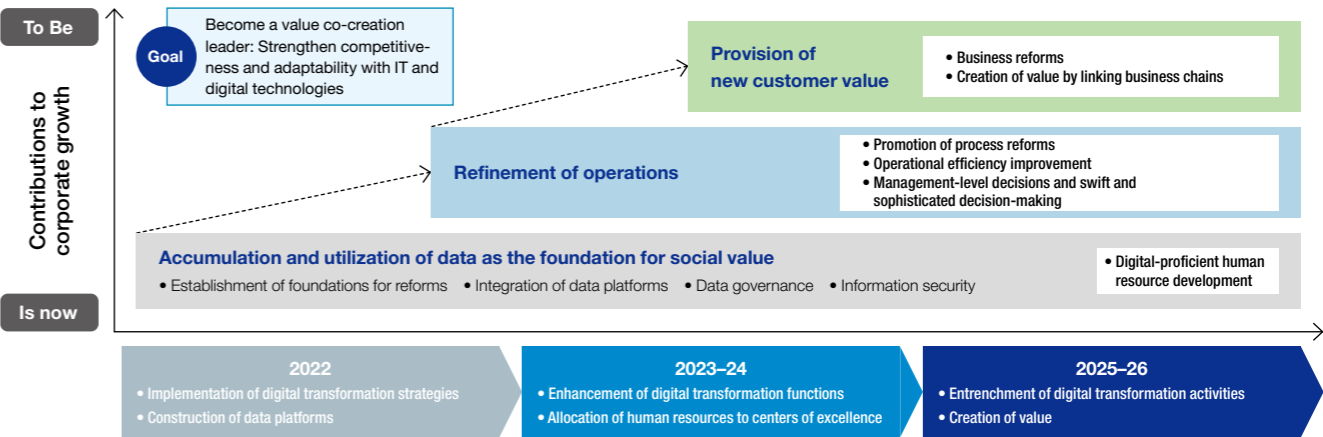 To Be
Contributions to
corporate growth
Is now
Goal
Become a value co-creation
leader: Strengthen competitive-
ness and adaptability with IT and
digital technologies
Provision of
new customer value
• Business reforms
• Creation of value by linking business chains
Refinement of operations
• Promotion of process reforms
• Operational efficiency improvement
• Management-level decisions and swift and
sophisticated decision-making
Accumulation and utilization of data as the foundation for social value
• Establishment of foundations for reforms • Integration of data platforms • Data governance • Information security
• Digital-proficient human
resource development
2022
• Implementation of digital transformation strategies
• Construction of data platforms
2023–24
• Enhancement of digital transformation functions
• Allocation of human resources to centers of excellence
2025–26
• Entrenchment of digital transformation activities
• Creation of value